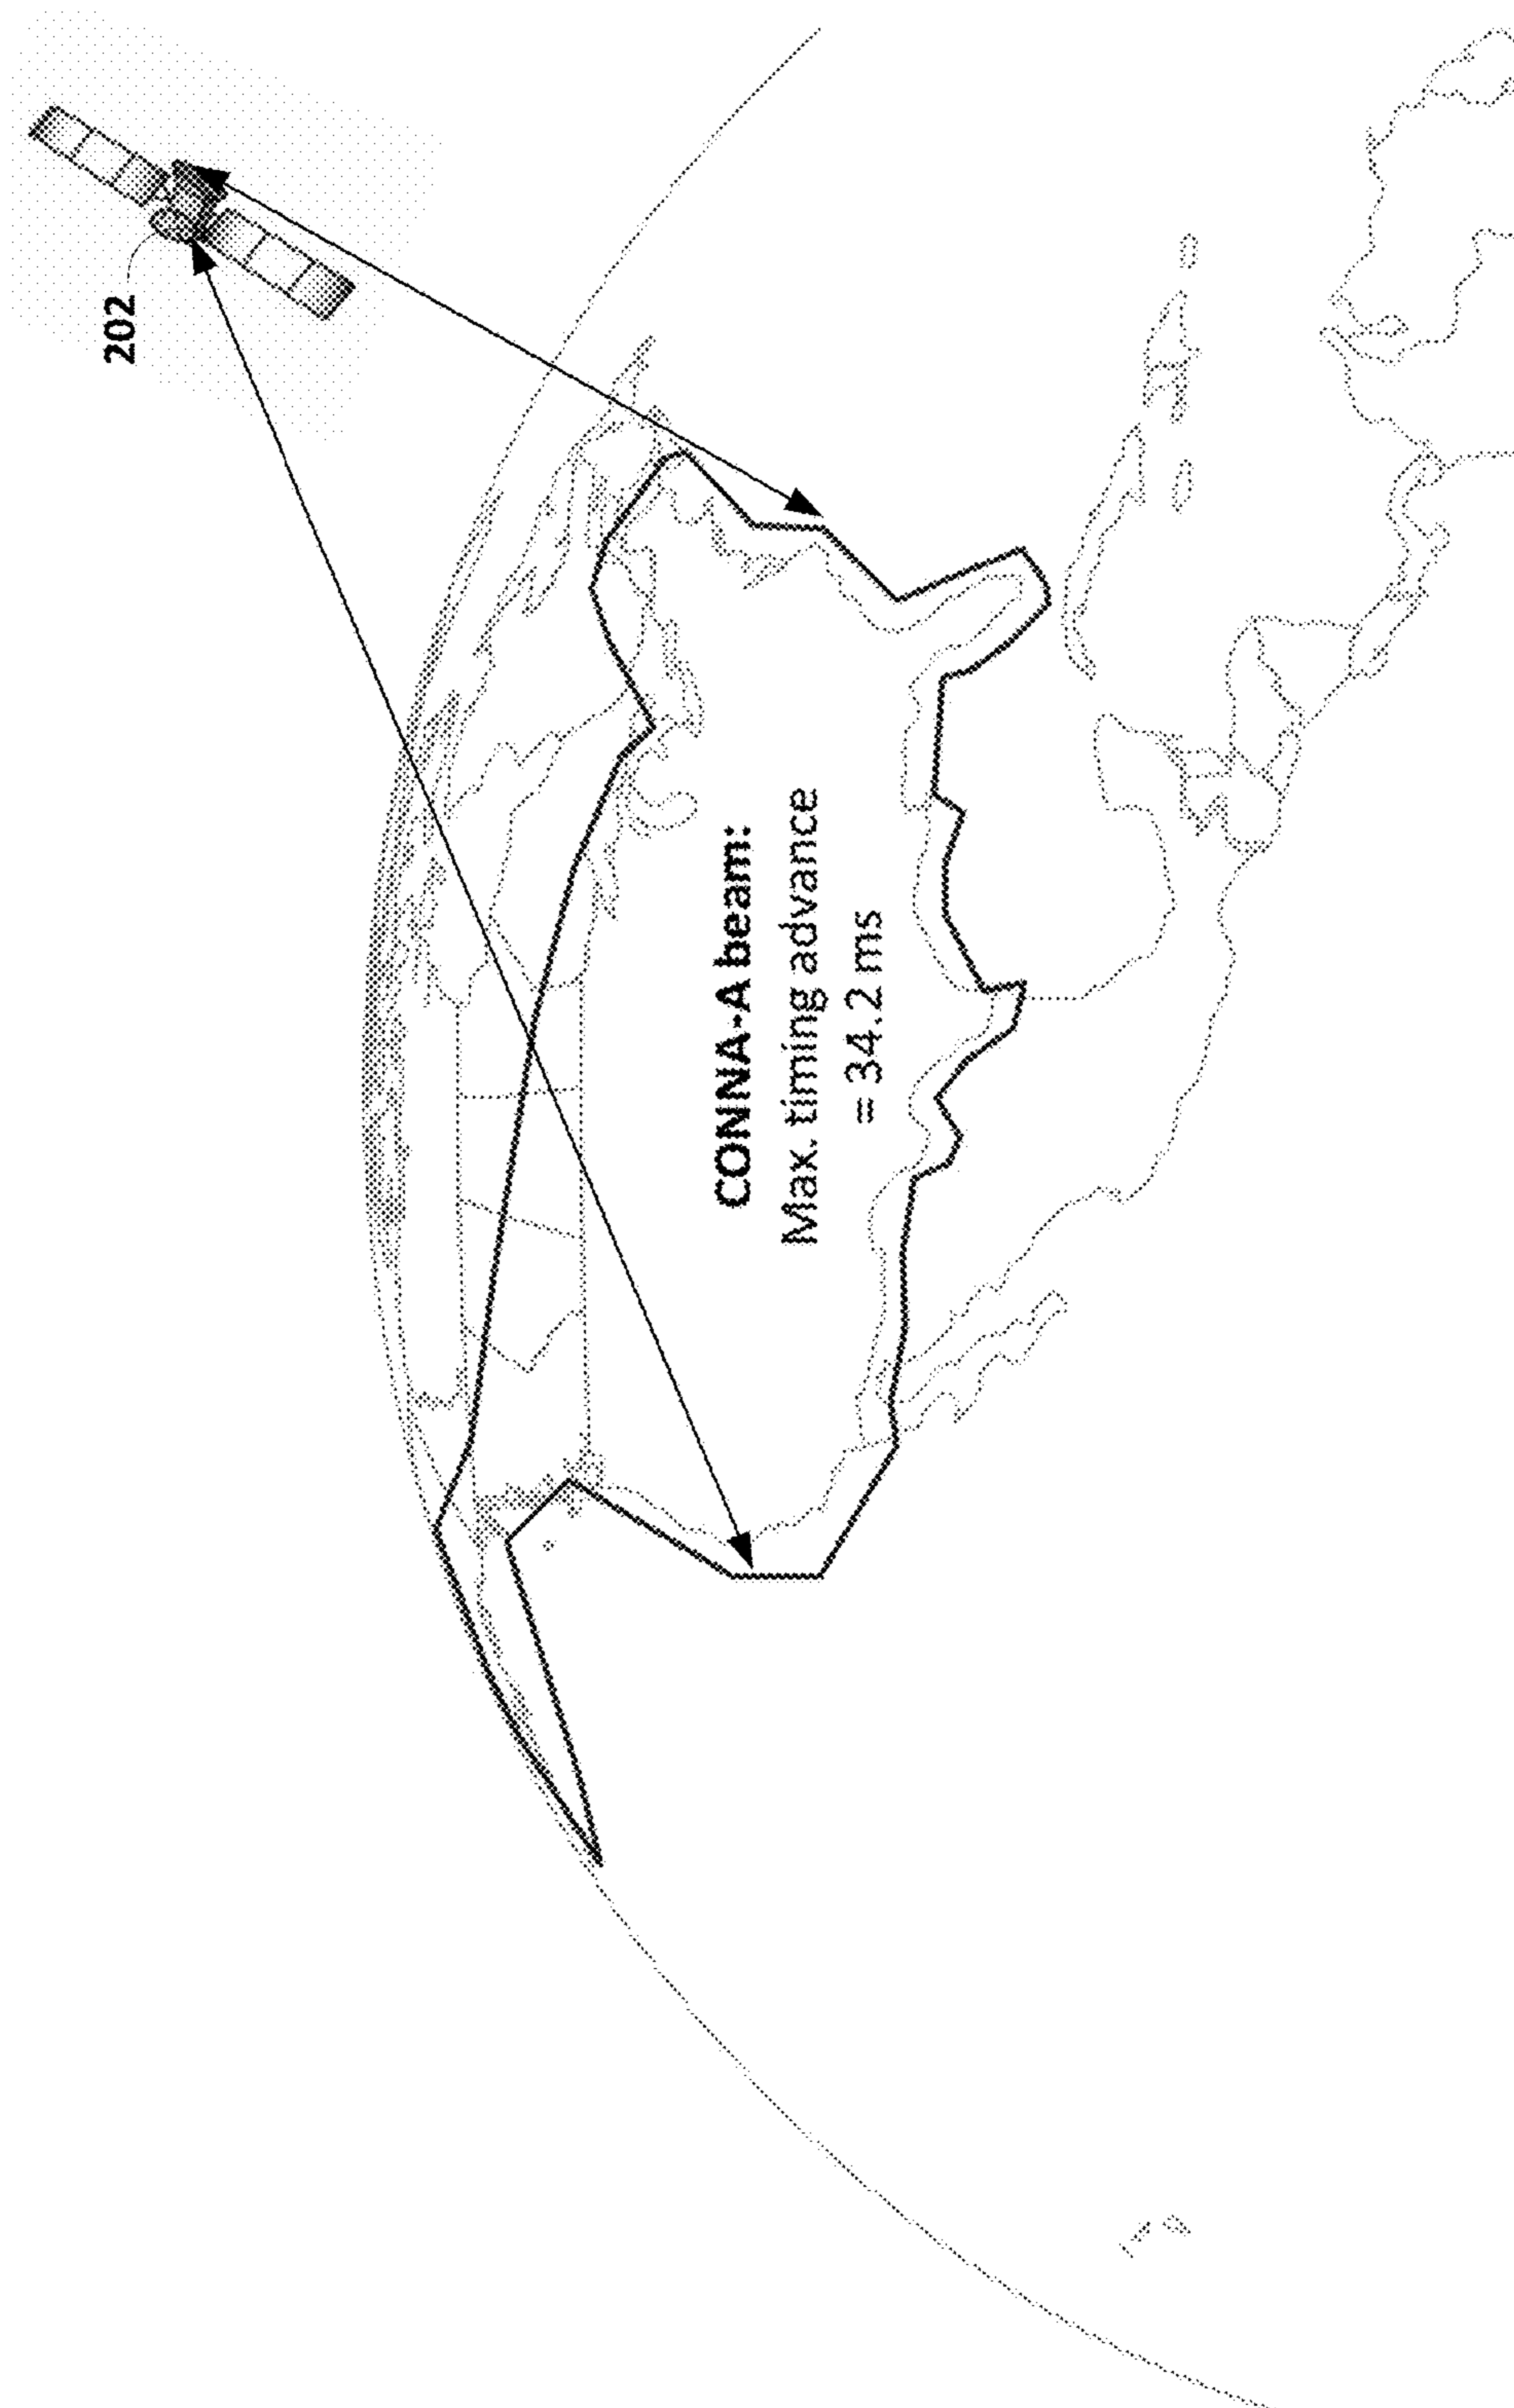 202
CONNA-A beam:
Max. timing advance
= 34.2 ms